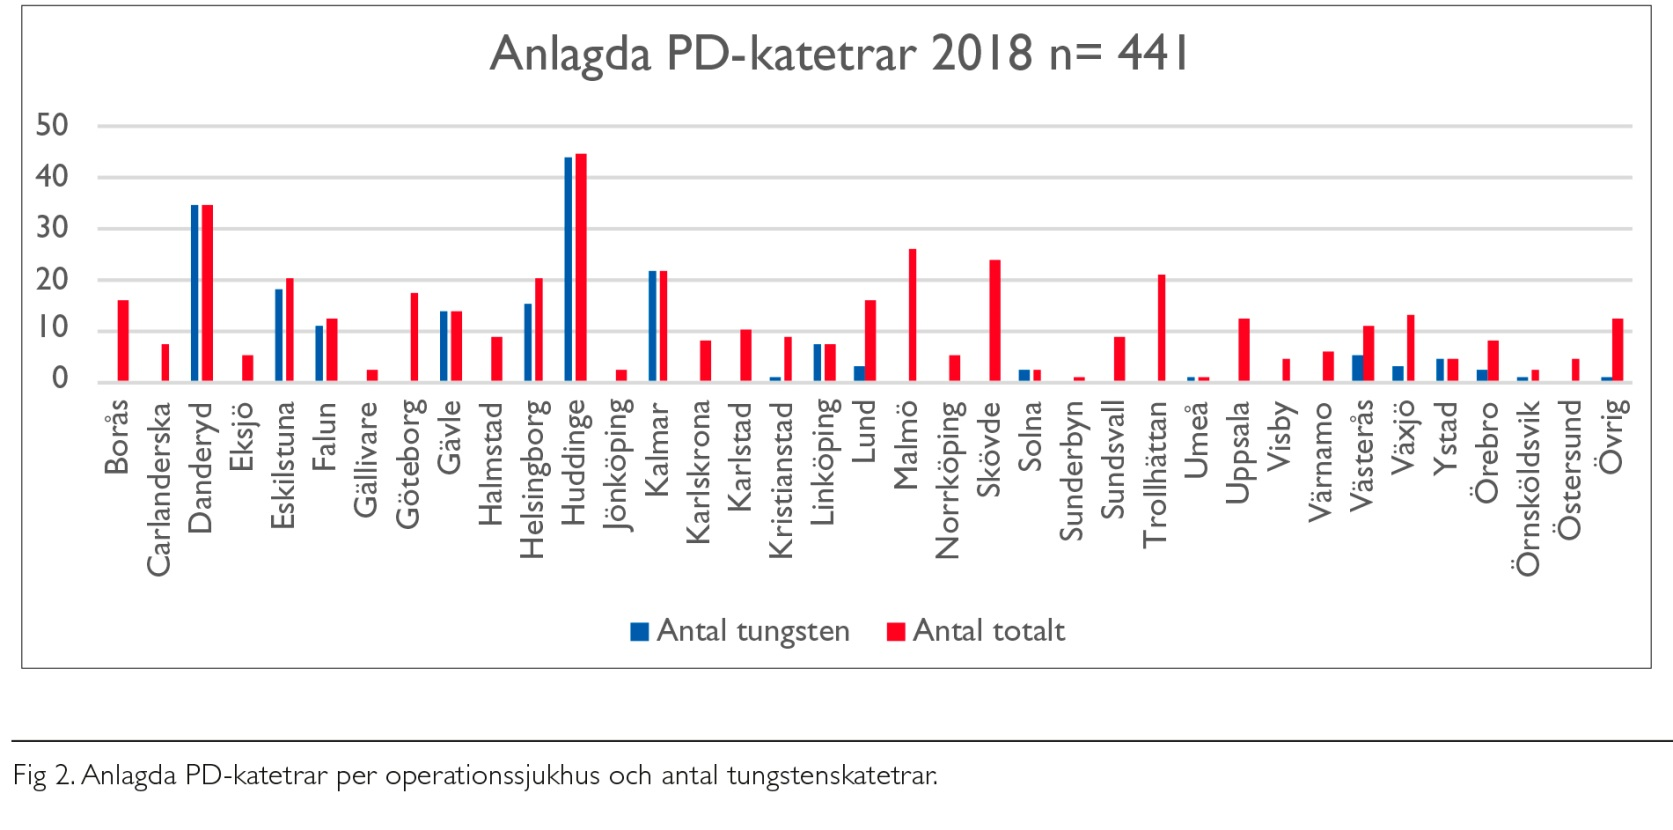 Anlagda PD-katetrar 2018 n= 441
50
40
30
20
10
0
Borås
Carlanderska
Danderyd
Eksjö
Eskilstuna
Falun
Gällivare
Göteborg
Gävle
Halmstad
Helsingborg
Huddinge
Jönköping
Kalmar
Karlskrona
Karlstad
Kristianstad
Linköping
Lund
Malmö
Norrköping
Skövde
Solna
Sunderbyn
Sundsvall
Trollhättan
Umeå
Uppsala
Visby
Värnamo
Västerås
Växjö
Ystad
Örebro
Örnsköldsvik
Östersund
Övrig
Antal tungsten Antal totalt
Fig 2. Anlagda PD-katetrar per operationssjukhus och antal tungstenskatetrar.